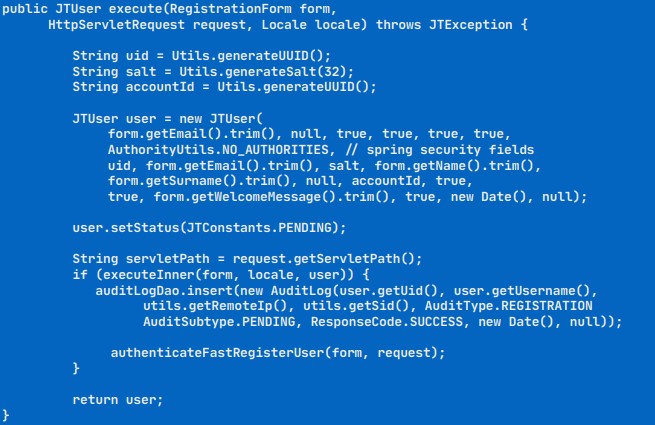 public JTUser execute(RegistrationForm form,
HttpServletRequest request, Locale locale) throws JTException {
String uid = Utils.generateUUID();
String salt = Utils.generateSalt(32);
String accountId = Utils.generateUUID();
JTUser user = new JTUser(
form.getEmail().trim(), null, true, true, true, true,
AuthorityUtils.NO_AUTHORITIES, // spring security fields
uid, form.getEmail().trim(), salt, form.getName().trim(),
form.getSurname().trim(), null, accountId, true,
true, form.getWelcomeMessage().trim(), true, new Date(), null);
user.setStatus(JTConstants.PENDING);
String servletPath = request.getServletPath();
if (executeInner(form, locale, user)) {
auditLogDao.insert(new AuditLog(user.getUid(), user.getUsername(),
utils.getRemoteIp(), utils.getSid(), AuditType.REGISTRATION
AuditSubtype.PENDING, ResponseCode.SUCCESS, new Date(), null));
authenticateFastRegisterUser(form, request);
}
return user;
}